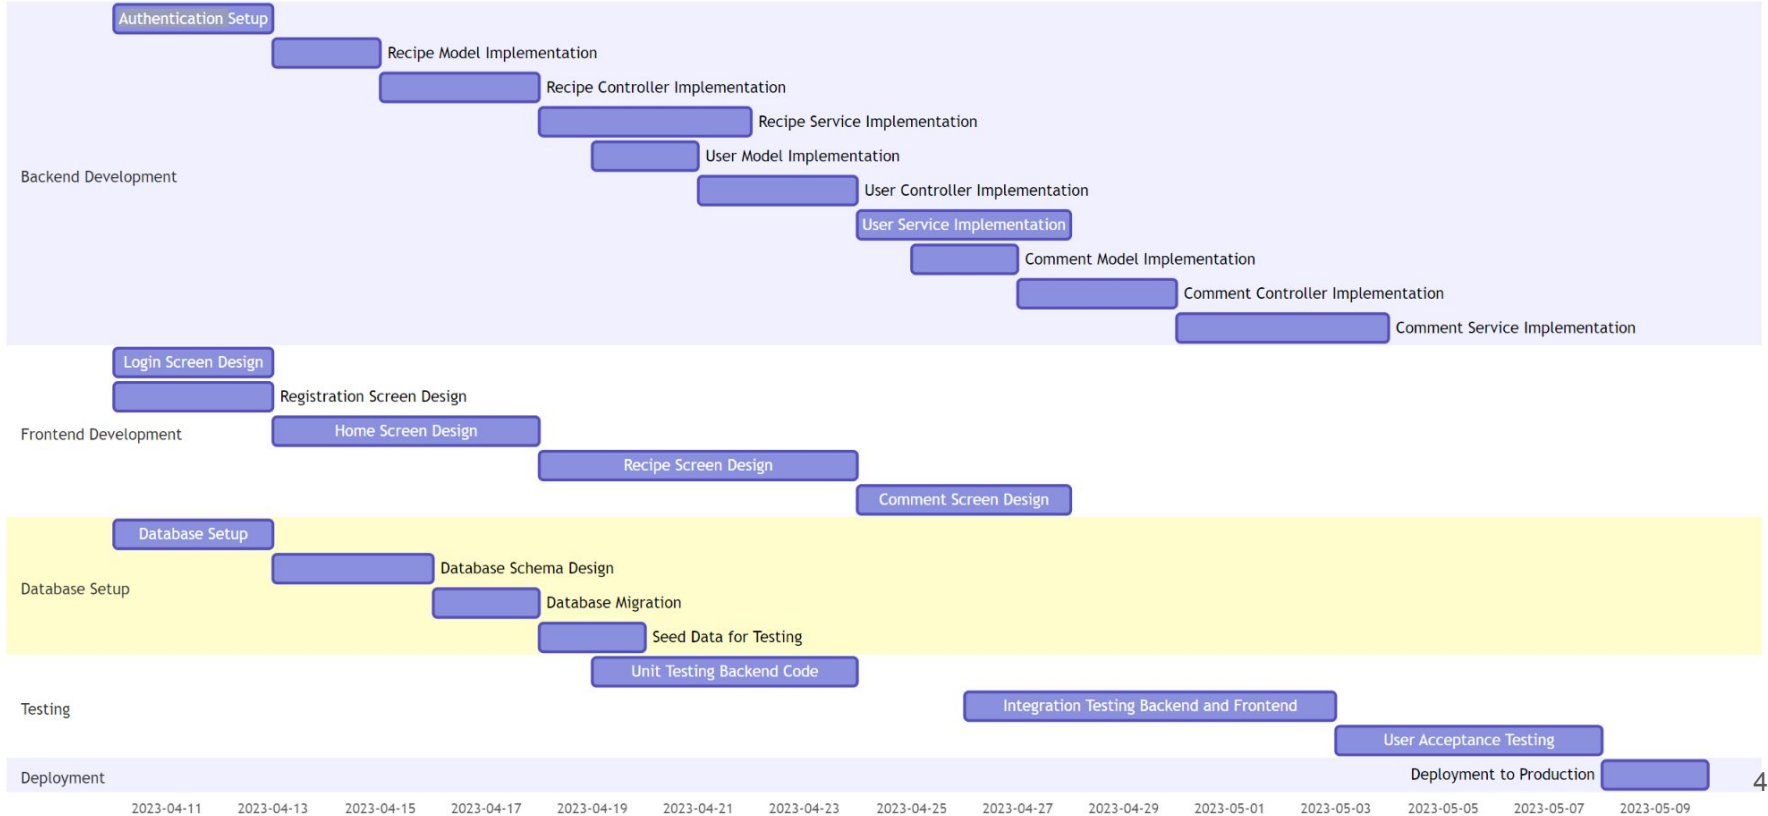 Authentication Setup
Recipe Model Implementation
Recipe Controller Implementation
Recipe Service Implementation
User Model Implementation
Backend Development
User Controller Implementation
User Service Implementation
Comment Model Implementation
Comment Controller Implementation
Comment Service Implementation
Login Screen Design
Registration Screen Design
Frontend Development
Home Screen Design
Recipe Screen Design
Comment Screen Design
Database Setup
Database Schema Design
Database Setup
Database Migration
Seed Data for Testing
Unit Testing Backend Code
Testing
Integration Testing Backend and Frontend
User Acceptance Testing
Deployment
Deployment to Production
4
2023-04-11 2023-04-13 2023-04-15 2023-04-17 2023-04-19 2023-04-21 2023-04-23 2023-04-25 2023-04-27 2023-04-29 2023-05-01 2023-05-03 2023-05-05 2023-05-07 2023-05-09